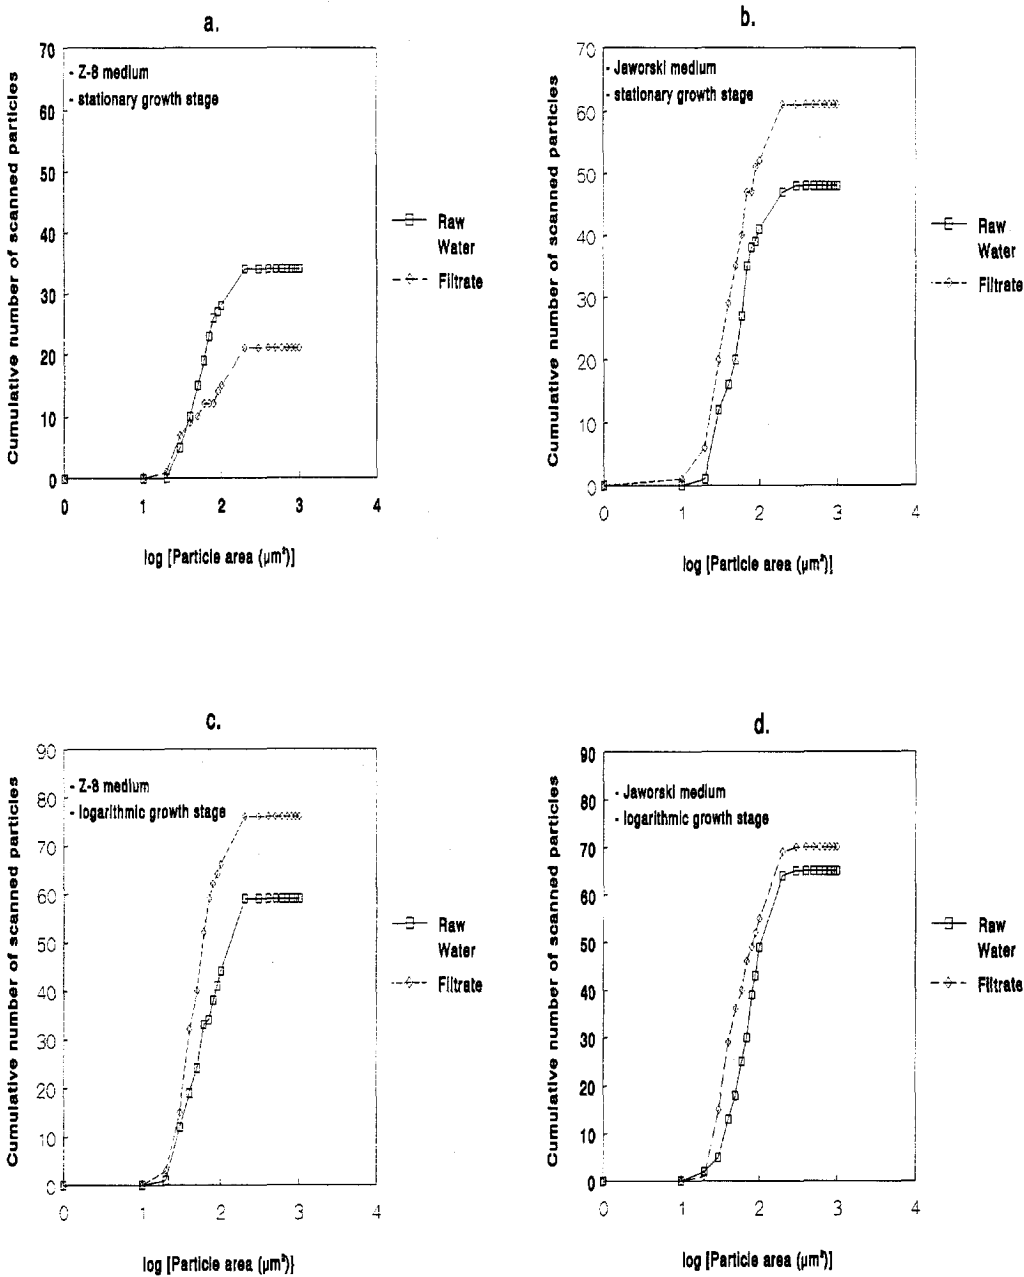 a.
70
60
50
40
30
20
10
0
- Z-8 medium
- stationary growth stage
Cumulative number of scanned particles
0 1 2 3 4
log [Particle area (µm²)]
Raw
Water
Filtrate
b.
70
60
50
40
30
20
10
0
- Jaworski medium
- stationary growth stage
Cumulative number of scanned particles
0 1 2 3 4
log [Particle area (µm²)]
Raw
Water
Filtrate
c.
90
80
70
60
50
40
30
20
10
0
- Z-8 medium
- logarithmic growth stage
Cumulative number of scanned particles
0 1 2 3 4
log [Particle area (µm²)}
Raw
Water
Filtrate
d.
90
80
70
60
50
40
30
20
10
0
- Jaworski medium
- logarithmic growth stage
Cumulative number of scanned particles
0 1 2 3 4
log [Particle area (µm²)]
Raw
Water
Filtrate